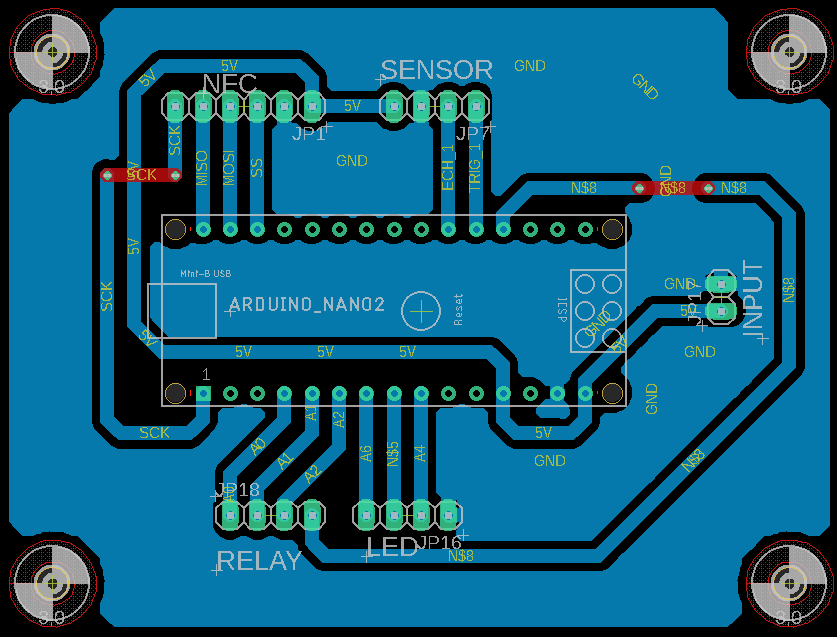 3.0
3.0
NFC
SENSOR
GND
5V
5V
GND
5V
JP1
JP7
SCK
MISO
MOSI
SS
GND
ECH_1
TRIG_1
5V
SCK
N$8
GND
N$8
N$8
5V
Mini-B USB
ARDUINO_NANO2
Reset
ISP
GND
GND
5V
JP17
INPUT
N$8
SCK
5V
5V
5V
5V
5V
GND
1
GND
A1
A2
SCK
A0
A1
A2
A6
N$5
A4
5V
GND
N$8
A0
JP18
RELAY
LED
JP16
N$8
3.0
3.0